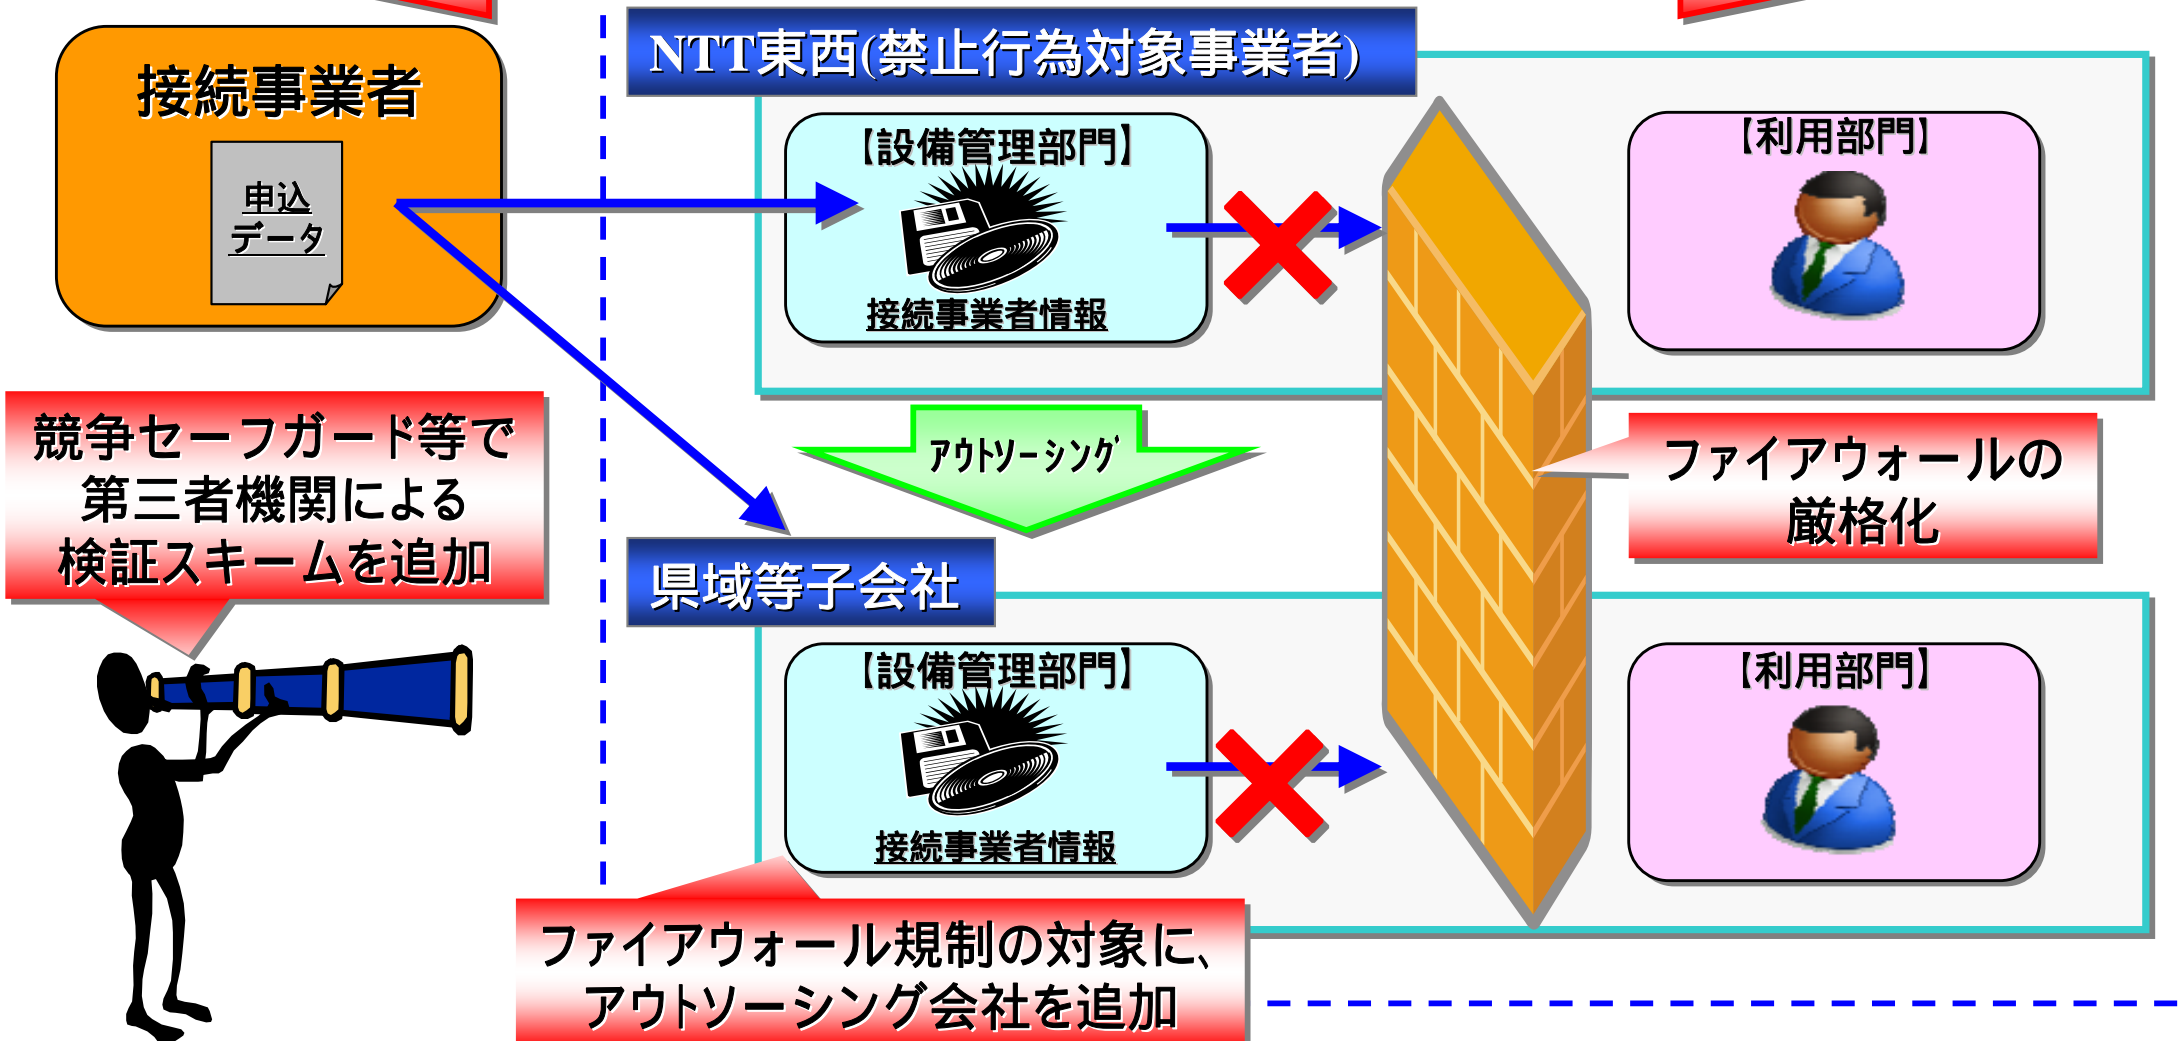 接続事業者
申込
データ
NTT東西(禁止行為対象事業者)
【設備管理部門】
接続事業者情報
【利用部門】
競争セーフガード等で
第三者機関による
検証スキームを追加
ｱｳﾄｿｰｼﾝｸﾞ
ファイアウォールの
厳格化
県域等子会社
【設備管理部門】
接続事業者情報
【利用部門】
ファイアウォール規制の対象に、
アウトソーシング会社を追加